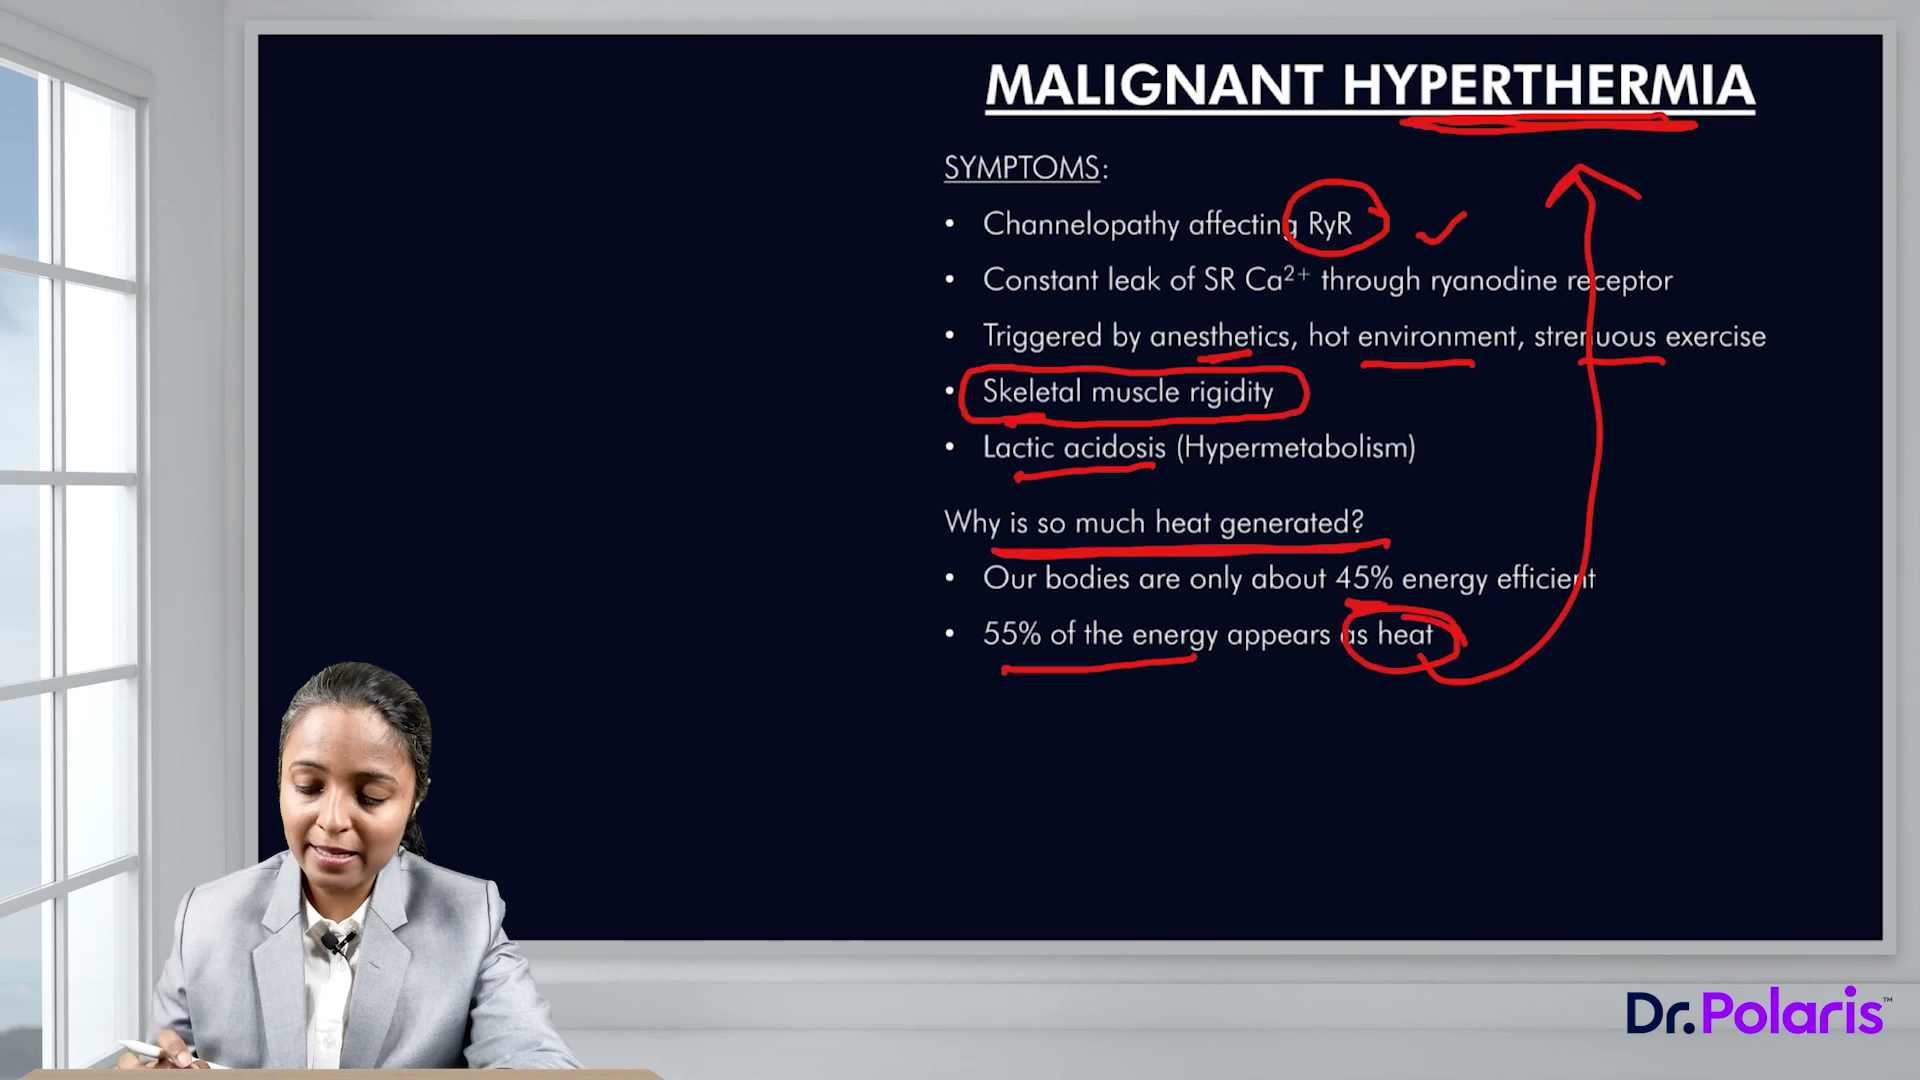 MALIGNANT HYPERTHERMIA
SYMPTOMS:
• Channelopathy affecting RyR
• Constant leak of SR Ca²⁺ through ryanodine receptor
• Triggered by anesthetics, hot environment, strenuous exercise
• Skeletal muscle rigidity
• Lactic acidosis (Hypermetabolism)
Why is so much heat generated?
• Our bodies are only about 45% energy efficient
• 55% of the energy appears as heat
Dr.Polaris™